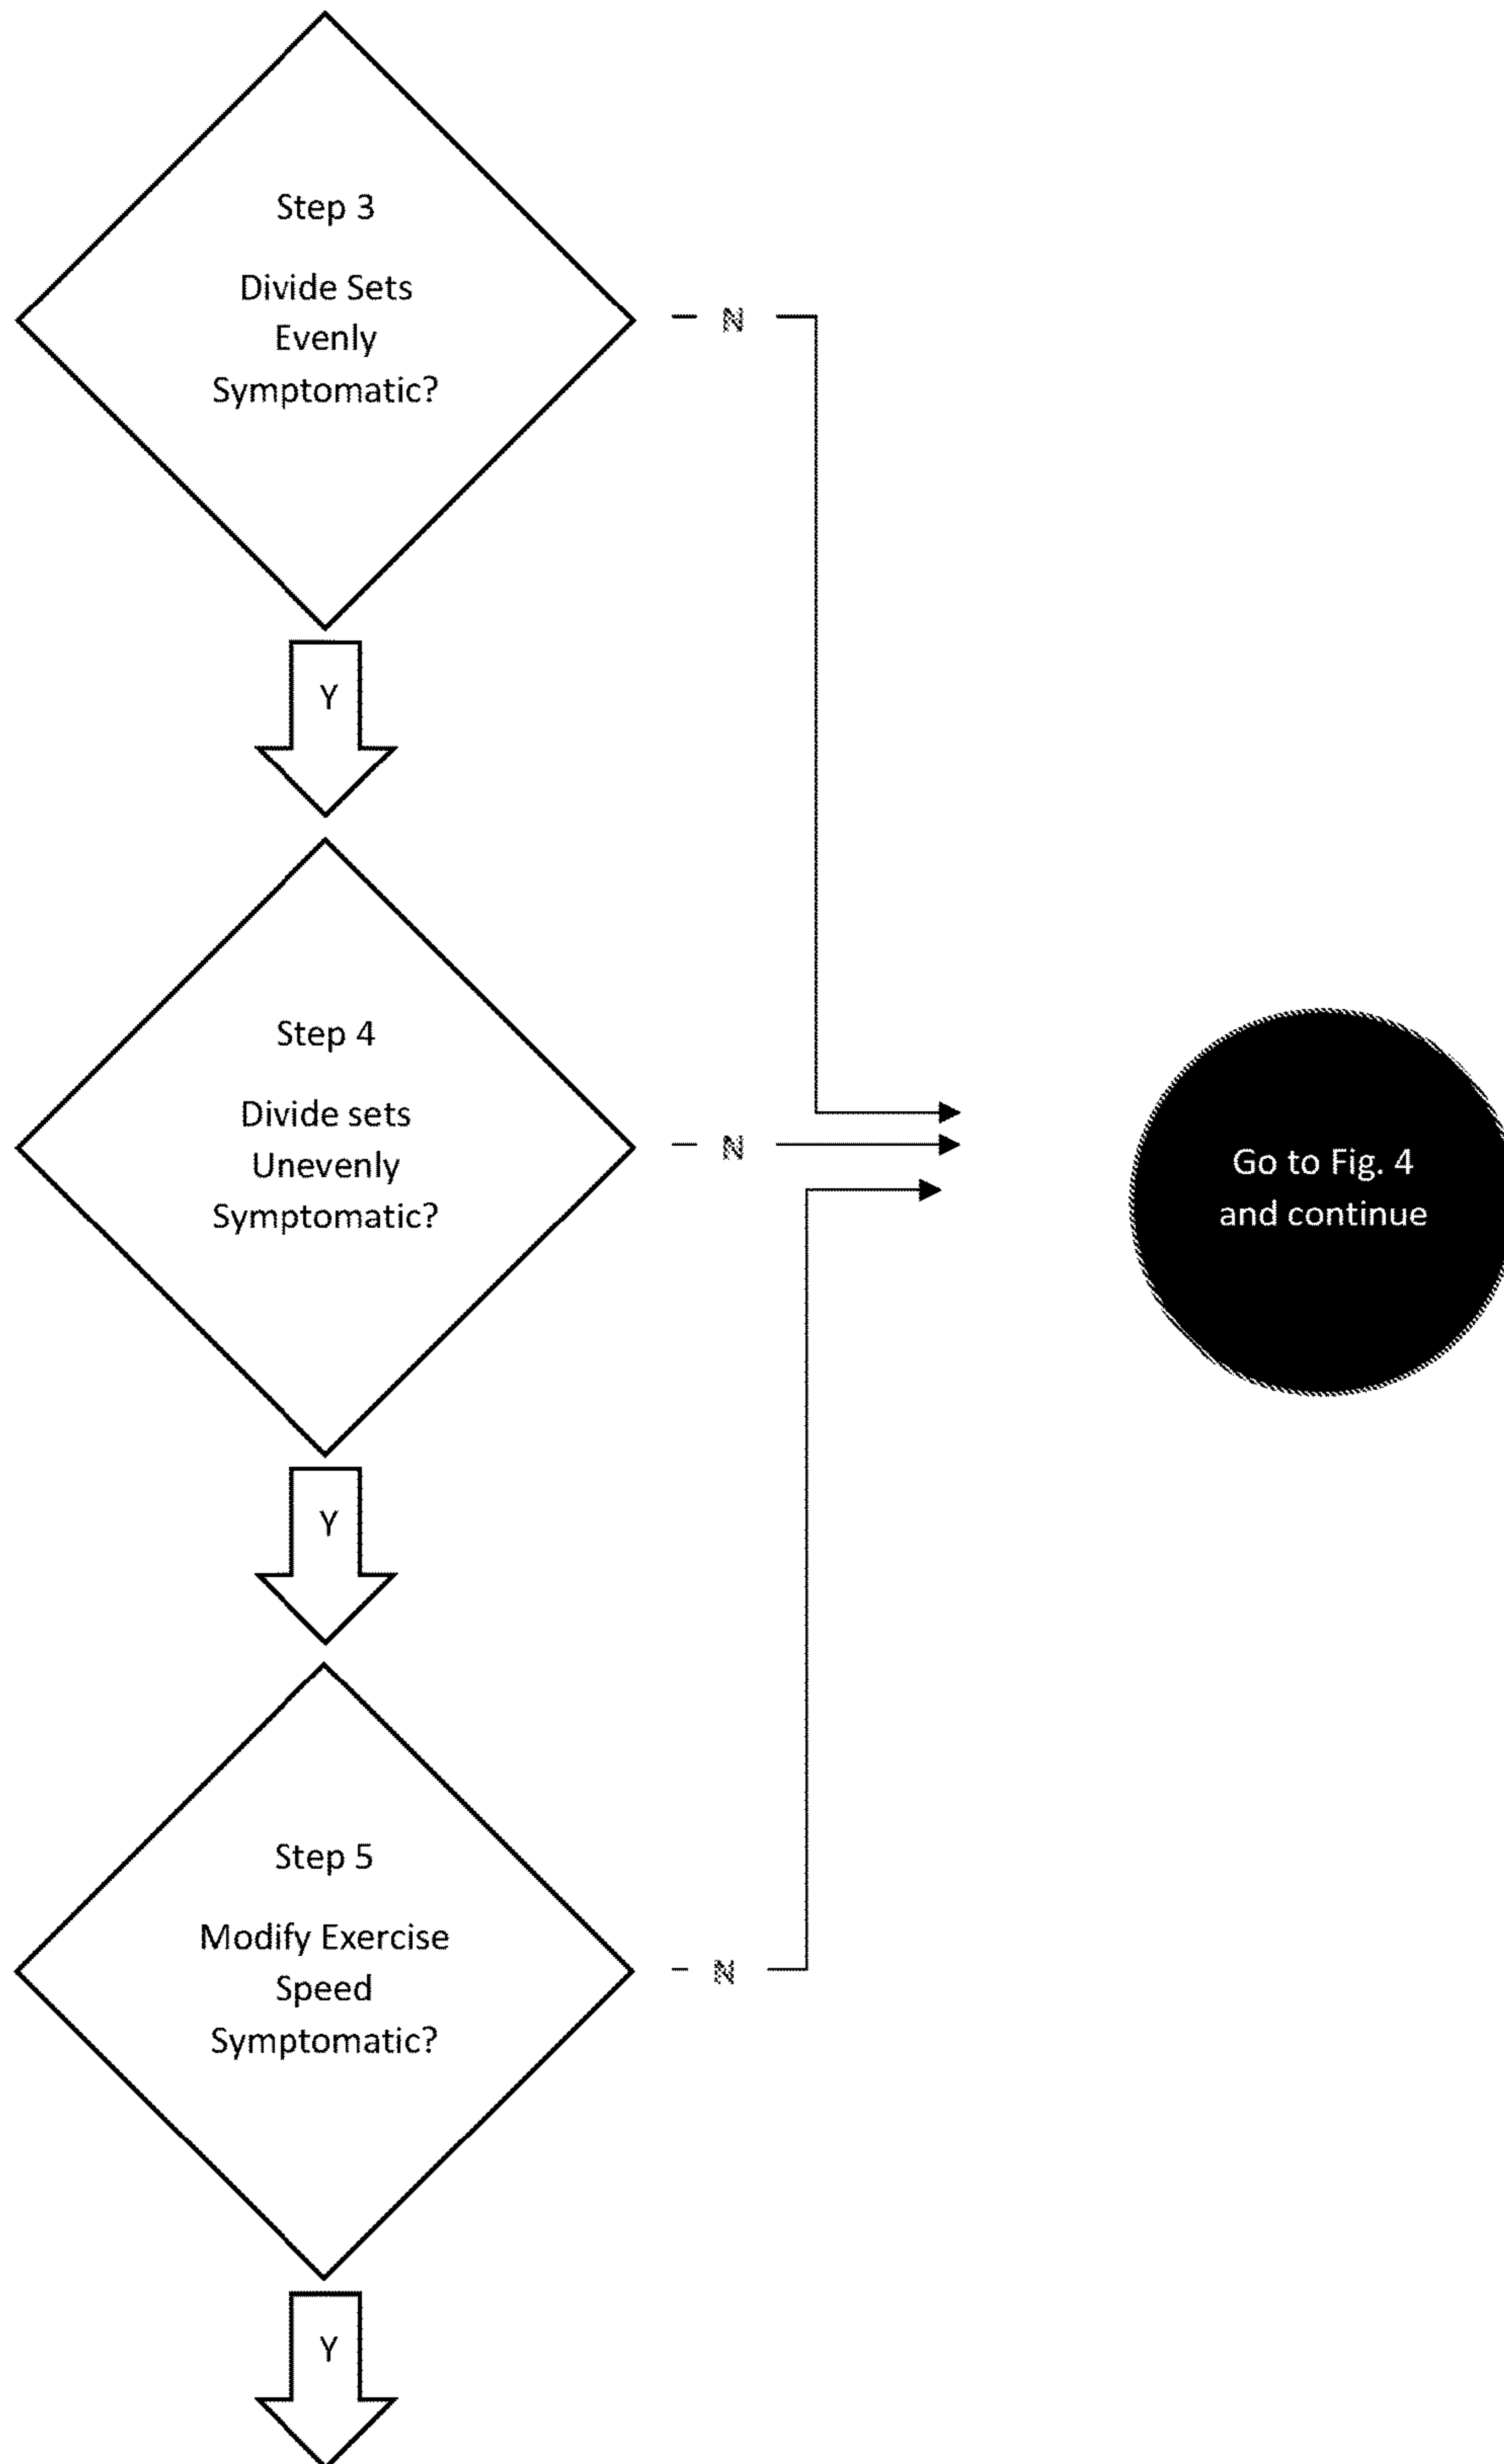 Step 3
Divide Sets
Evenly
Symptomatic?
N
Y
Step 4
Divide sets
Unevenly
Symptomatic?
N
Go to Fig. 4
and continue
Y
Step 5
Modify Exercise
Speed
Symptomatic?
N
Y